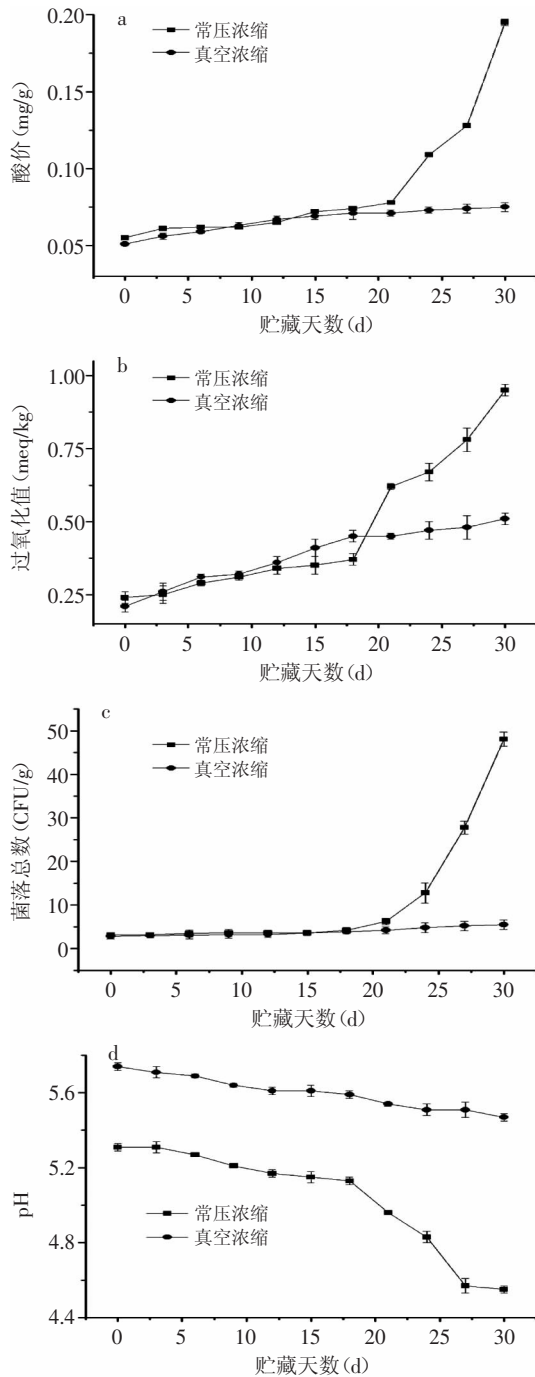 a
常压浓缩
真空浓缩
酸价(mg/g)
0.20
0.15
0.10
0.05
0 5 10 15 20 25 30
贮藏天数(d)
b
常压浓缩
真空浓缩
过氧化值(meq/kg)
1.00
0.75
0.50
0.25
0 5 10 15 20 25 30
贮藏天数(d)
c
常压浓缩
真空浓缩
菌落总数(CFU/g)
50
40
30
20
10
0
0 5 10 15 20 25 30
贮藏天数(d)
d
5.6
5.2
4.8
4.4
pH
常压浓缩
真空浓缩
0 5 10 15 20 25 30
贮藏天数(d)